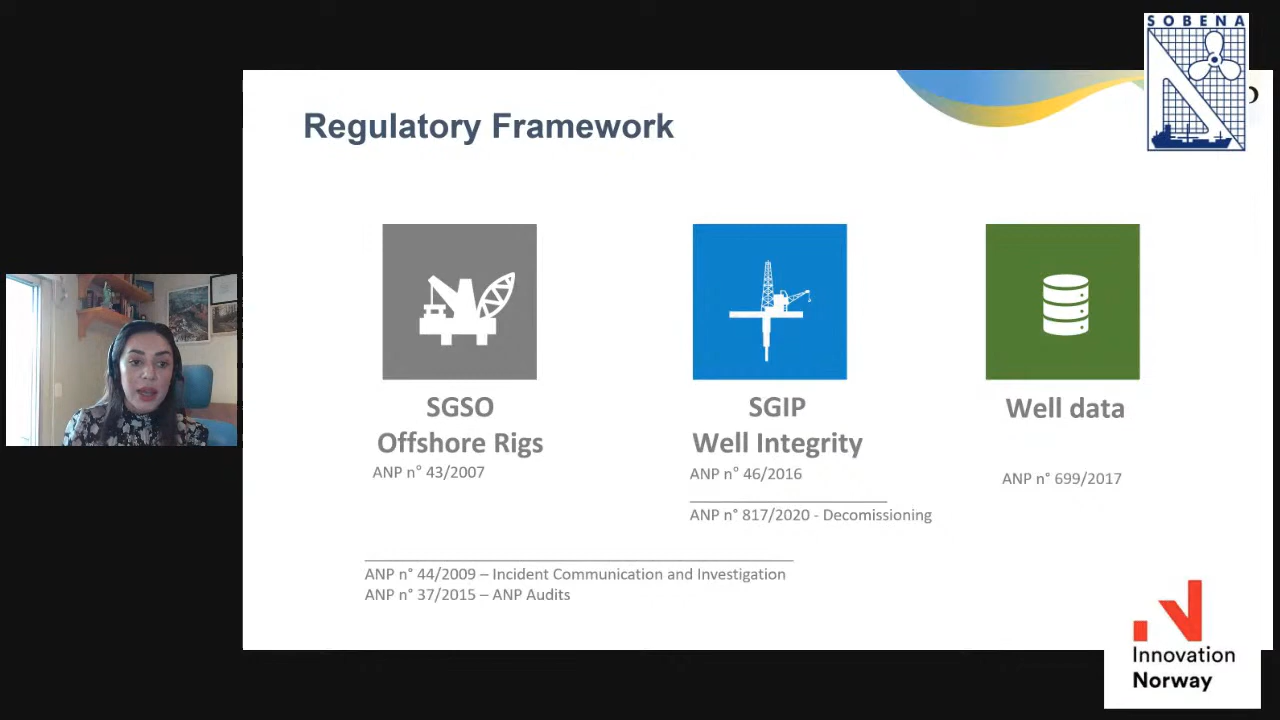 SOBENA
Regulatory Framework
SGSO
Offshore Rigs
ANP n° 43/2007
SGIP
Well Integrity
ANP n° 46/2016
ANP n° 817/2020 - Decomissioning
Well data
ANP n° 699/2017
ANP n° 44/2009 – Incident Communication and Investigation
ANP n° 37/2015 – ANP Audits
Innovation
Norway